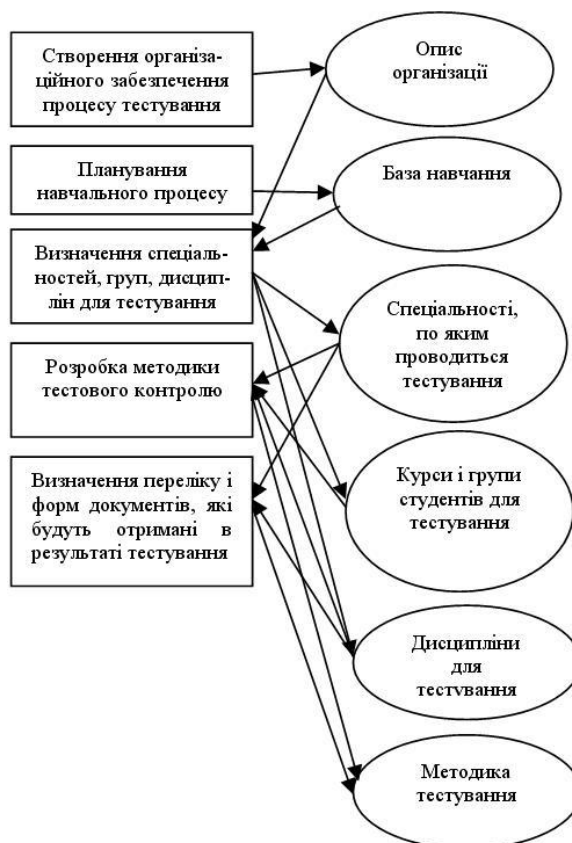 Створення організа-
ційного забезпечення
процесу тестування
Опис
організації
Планування
навчального процесу
База навчання
Визначення спеціаль-
ностей, груп, дисцип-
лін для тестування
Спеціальності,
по яким
проводиться
тестування
Розробка методики
тестового контролю
Курси і групи
студентів для
тестування
Визначення переліку і
форм документів, які
будуть отримані в
результаті тестування
Дисципліни
для
тестування
Методика
тестування